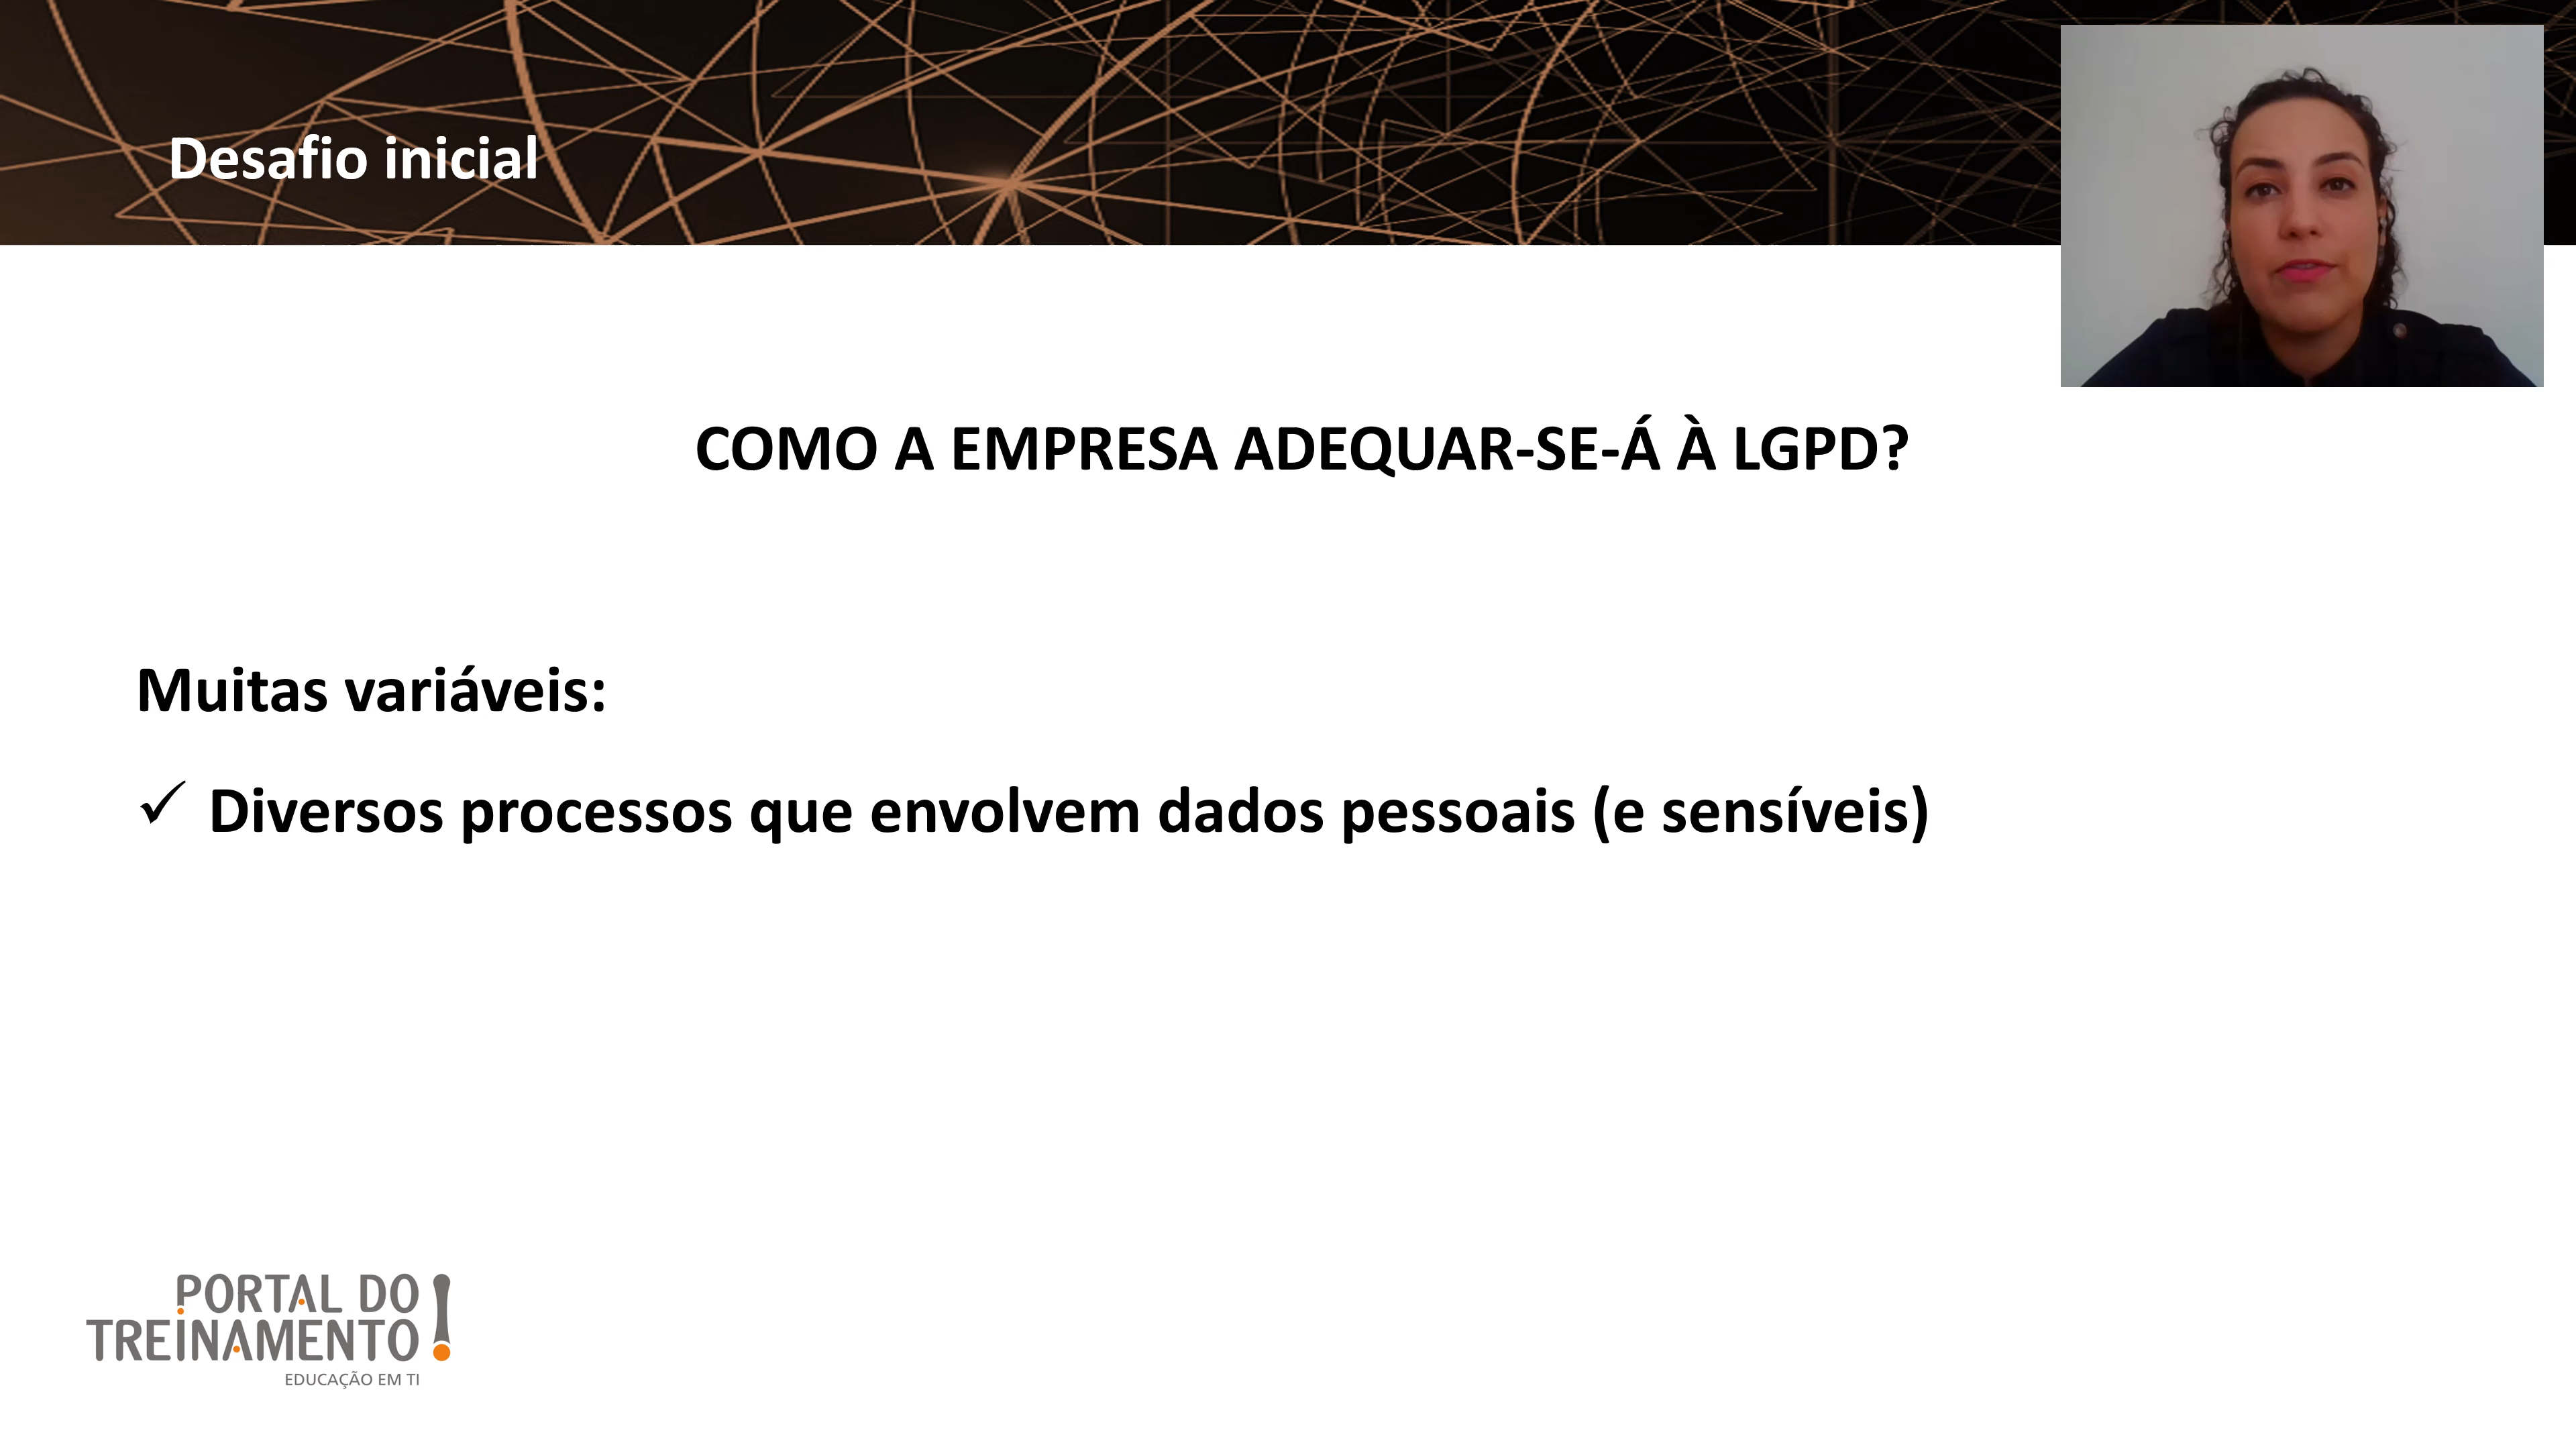 Desafio inicial
COMO A EMPRESA ADEQUAR-SE-Á À LGPD?
Muitas variáveis:
✓ Diversos processos que envolvem dados pessoais (e sensíveis)
PORTAL DO
TREINAMENTO!
EDUCAÇÃO EM TI